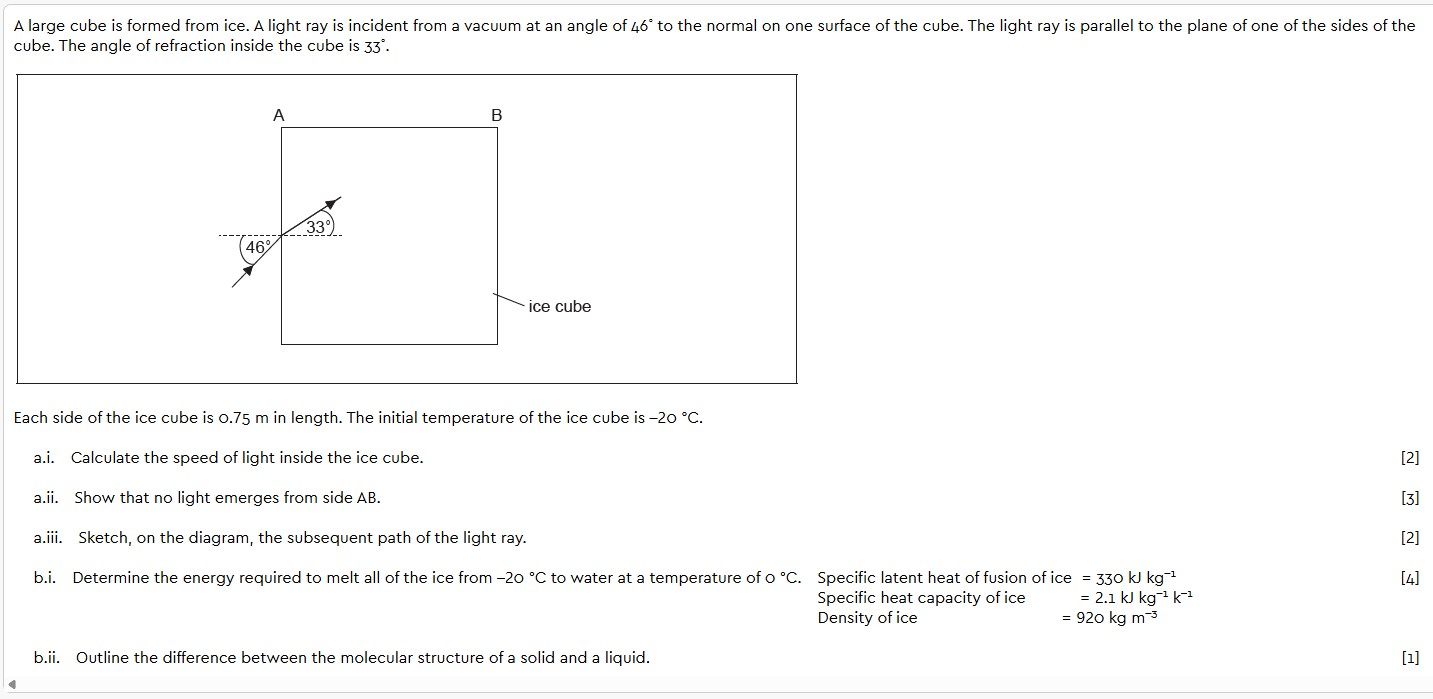 A large cube is formed from ice. A light ray is incident from a vacuum at an angle of 46˚ to the normal on one surface of the cube. The light ray is parallel to the plane of one of the sides of the
cube. The angle of refraction inside the cube is 33˚.
A B
33°
46°
ice cube
Each side of the ice cube is 0.75 m in length. The initial temperature of the ice cube is –20 °C.
a.i. Calculate the speed of light inside the ice cube. [2]
a.ii. Show that no light emerges from side AB. [3]
a.iii. Sketch, on the diagram, the subsequent path of the light ray. [2]
b.i. Determine the energy required to melt all of the ice from –20 °C to water at a temperature of 0 °C. Specific latent heat of fusion of ice = 330 kJ kg⁻¹ [4]
Specific heat capacity of ice = 2.1 kJ kg⁻¹ k⁻¹
Density of ice = 920 kg m⁻³
b.ii. Outline the difference between the molecular structure of a solid and a liquid. [1]